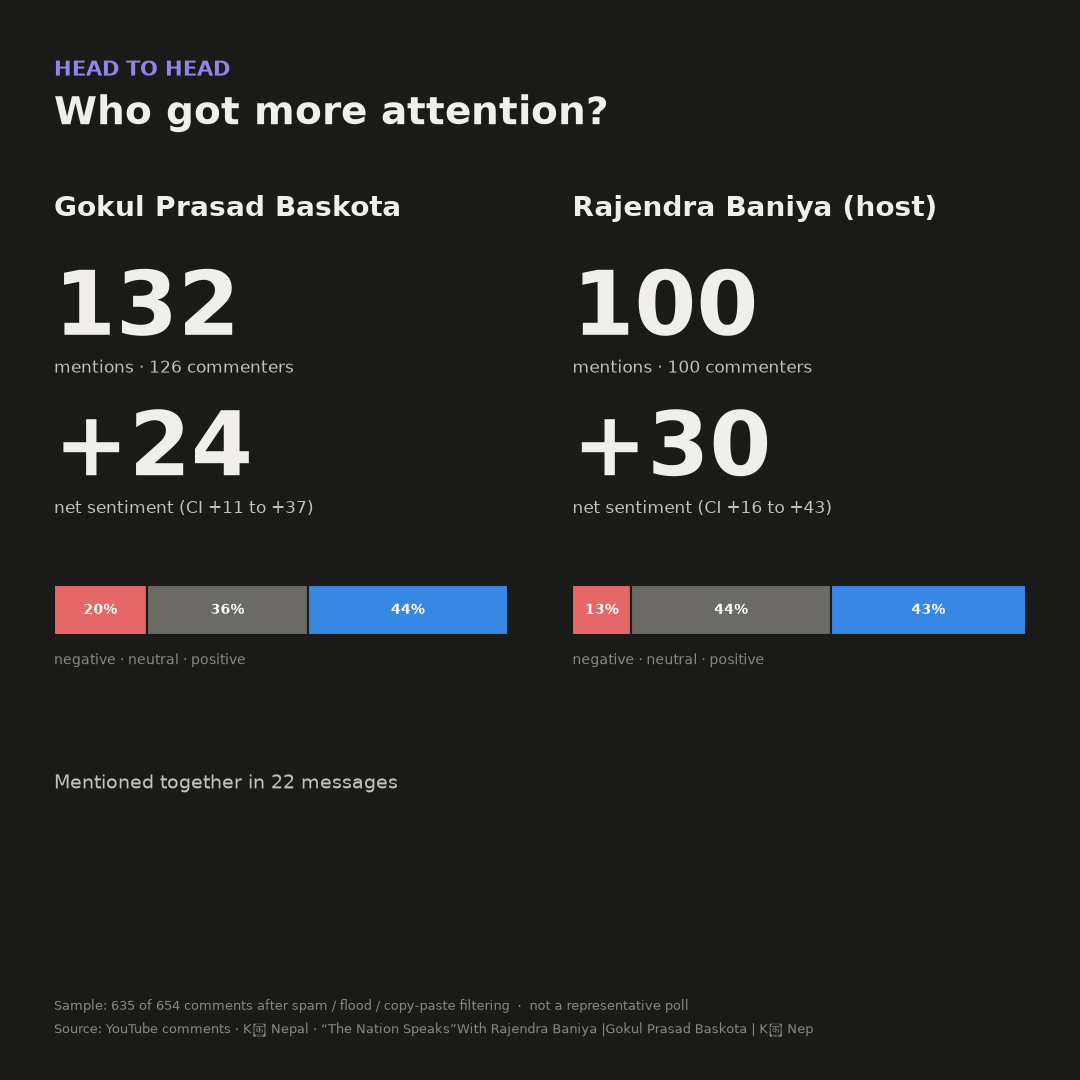 HEAD TO HEAD
Who got more attention?
Gokul Prasad Baskota
132
mentions · 126 commenters
+24
net sentiment (CI +11 to +37)
20% 36% 44%
negative · neutral · positive
Rajendra Baniya (host)
100
mentions · 100 commenters
+30
net sentiment (CI +16 to +43)
13% 44% 43%
negative · neutral · positive
Mentioned together in 22 messages
Sample: 635 of 654 comments after spam / flood / copy-paste filtering · not a representative poll
Source: YouTube comments · K Nepal · “The Nation Speaks”With Rajendra Baniya |Gokul Prasad Baskota | K Nep